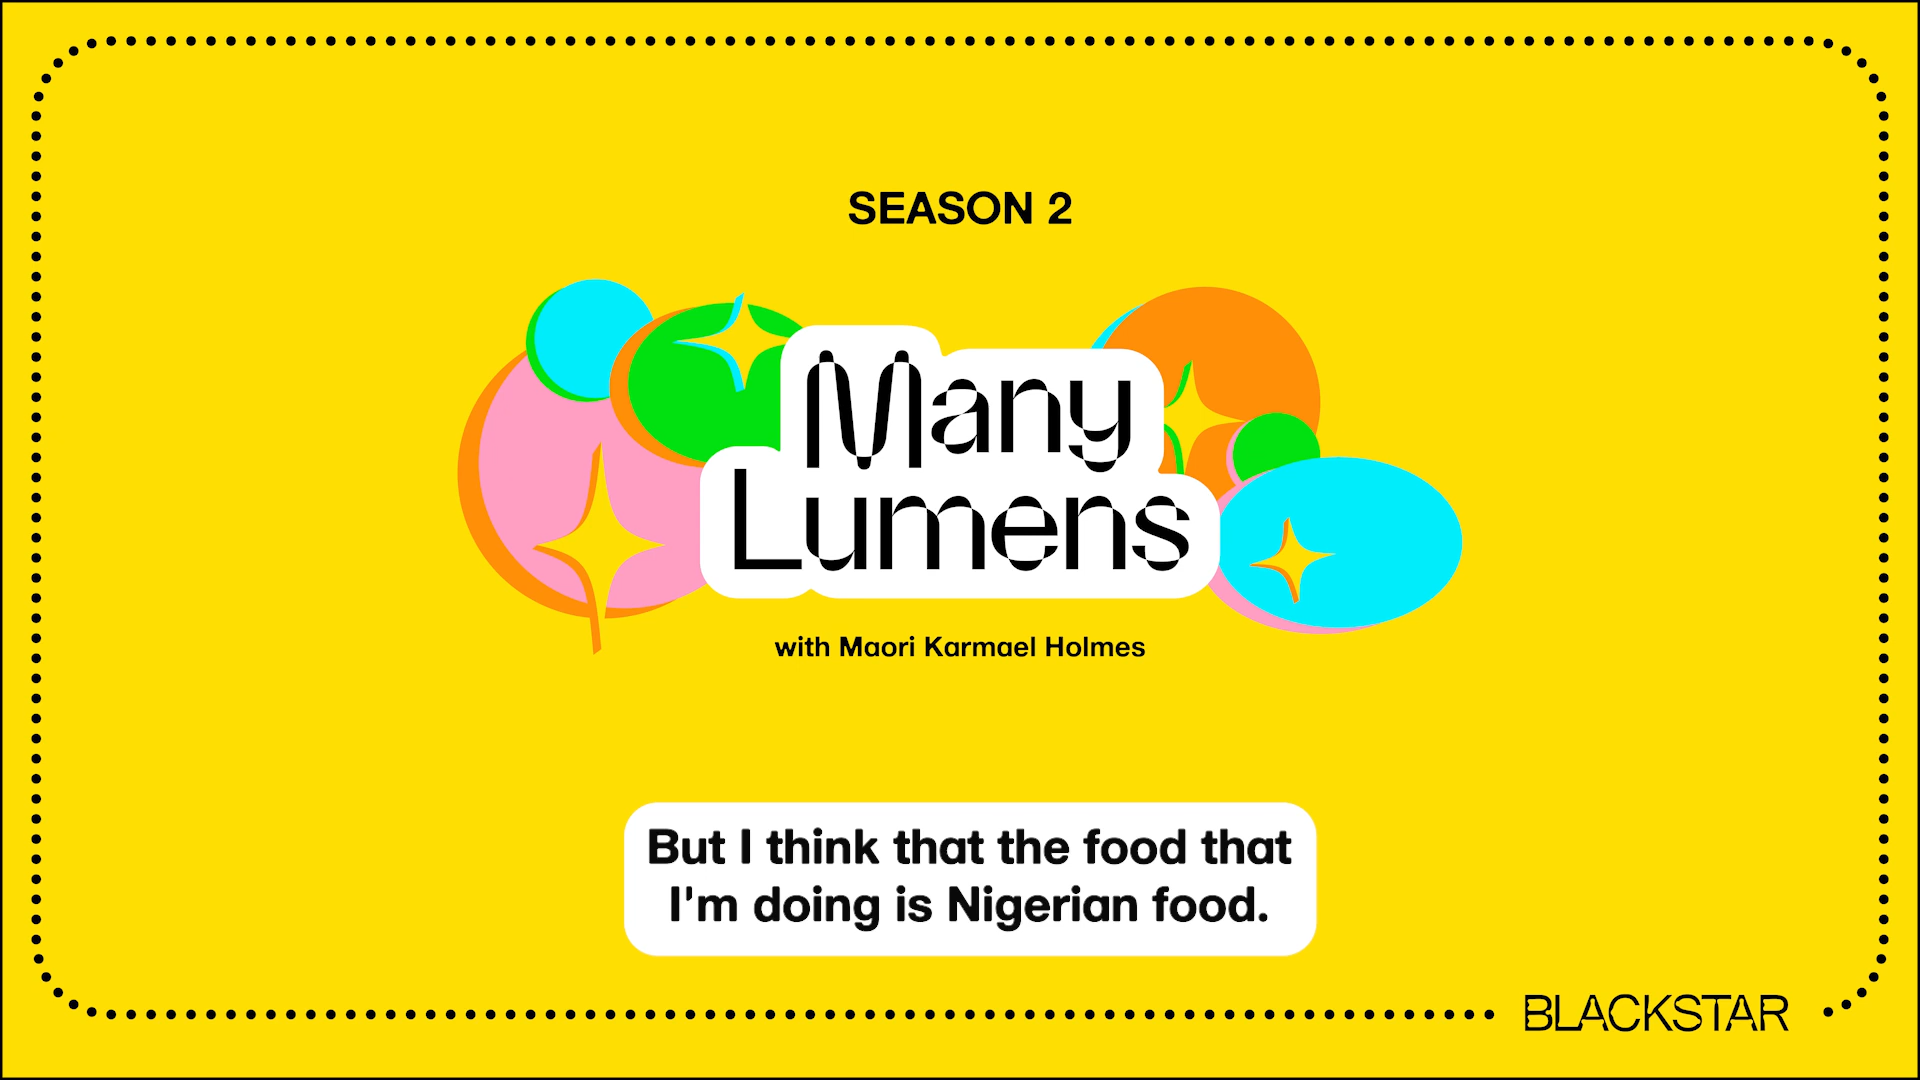 SEASON 2
Many
Lumens
with Maori Karmael Holmes
But I think that the food that
I'm doing is Nigerian food.
BLACKSTAR